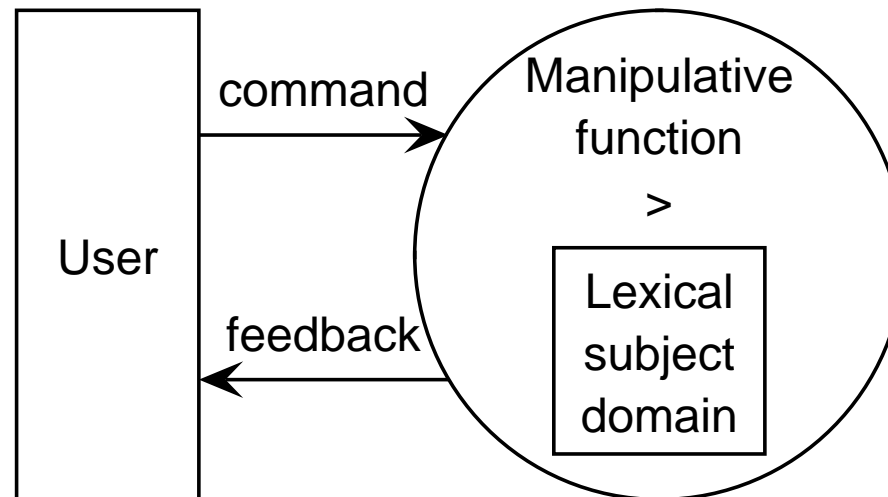 User
command
feedback
Manipulative
function
>
Lexical
subject
domain